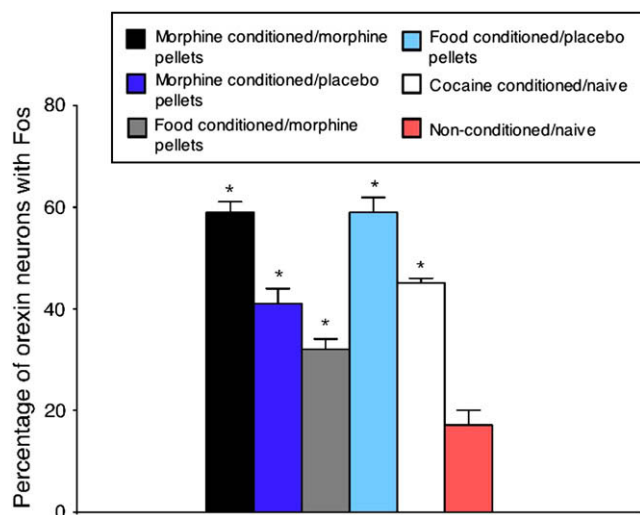 Morphine conditioned/morphine
pellets
Morphine conditioned/placebo
pellets
Food conditioned/morphine
pellets
Food conditioned/placebo
pellets
Cocaine conditioned/naive
Non-conditioned/naive
Percentage of orexin neurons with Fos
80
60
40
20
0
*
*
*
*
*